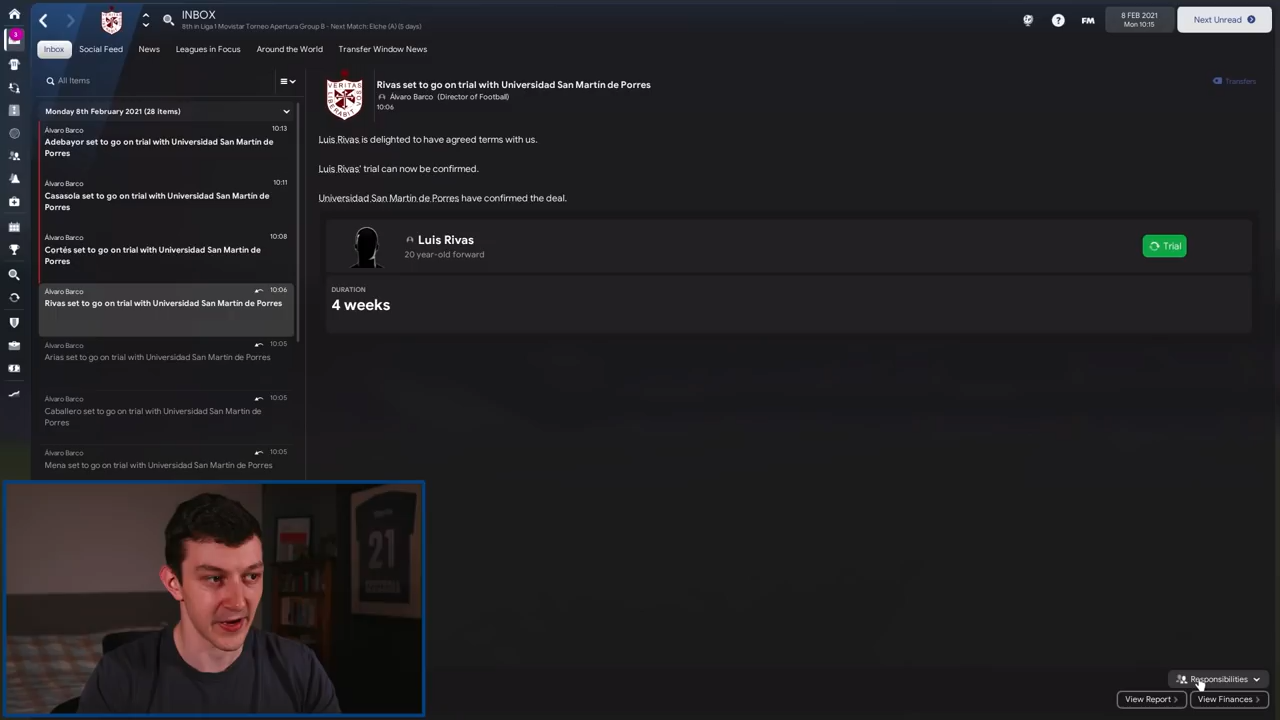 INBOX
8th in Liga 1 Movistar Torneo Apertura Group B - Next Match: Elche (A) (5 days)
FM
8 FEB 2021
Mon 10:15
Next Unread
3
Inbox
Social Feed
News
Leagues in Focus
Around the World
Transfer Window News
All Items
Monday 8th February 2021 (28 items)
Álvaro Barco
10:13
Adebayor set to go on trial with Universidad San Martín de
Porres
Álvaro Barco
10:11
Casasola set to go on trial with Universidad San Martín de
Porres
Álvaro Barco
10:08
Cortés set to go on trial with Universidad San Martín de
Porres
Álvaro Barco
10:06
Rivas set to go on trial with Universidad San Martín de Porres
Álvaro Barco
10:05
Arias set to go on trial with Universidad San Martín de Porres
Álvaro Barco
10:05
Caballero set to go on trial with Universidad San Martín de
Porres
Álvaro Barco
10:05
Mena set to go on trial with Universidad San Martín de Porres
VERITAS
Rivas set to go on trial with Universidad San Martín de Porres
Álvaro Barco (Director of Football)
10:06
Transfers
Luis Rivas is delighted to have agreed terms with us.
Luis Rivas' trial can now be confirmed.
Universidad San Martín de Porres have confirmed the deal.
Luis Rivas
20 year-old forward
Trial
DURATION
4 weeks
21
Responsibilities
View Report
View Finances